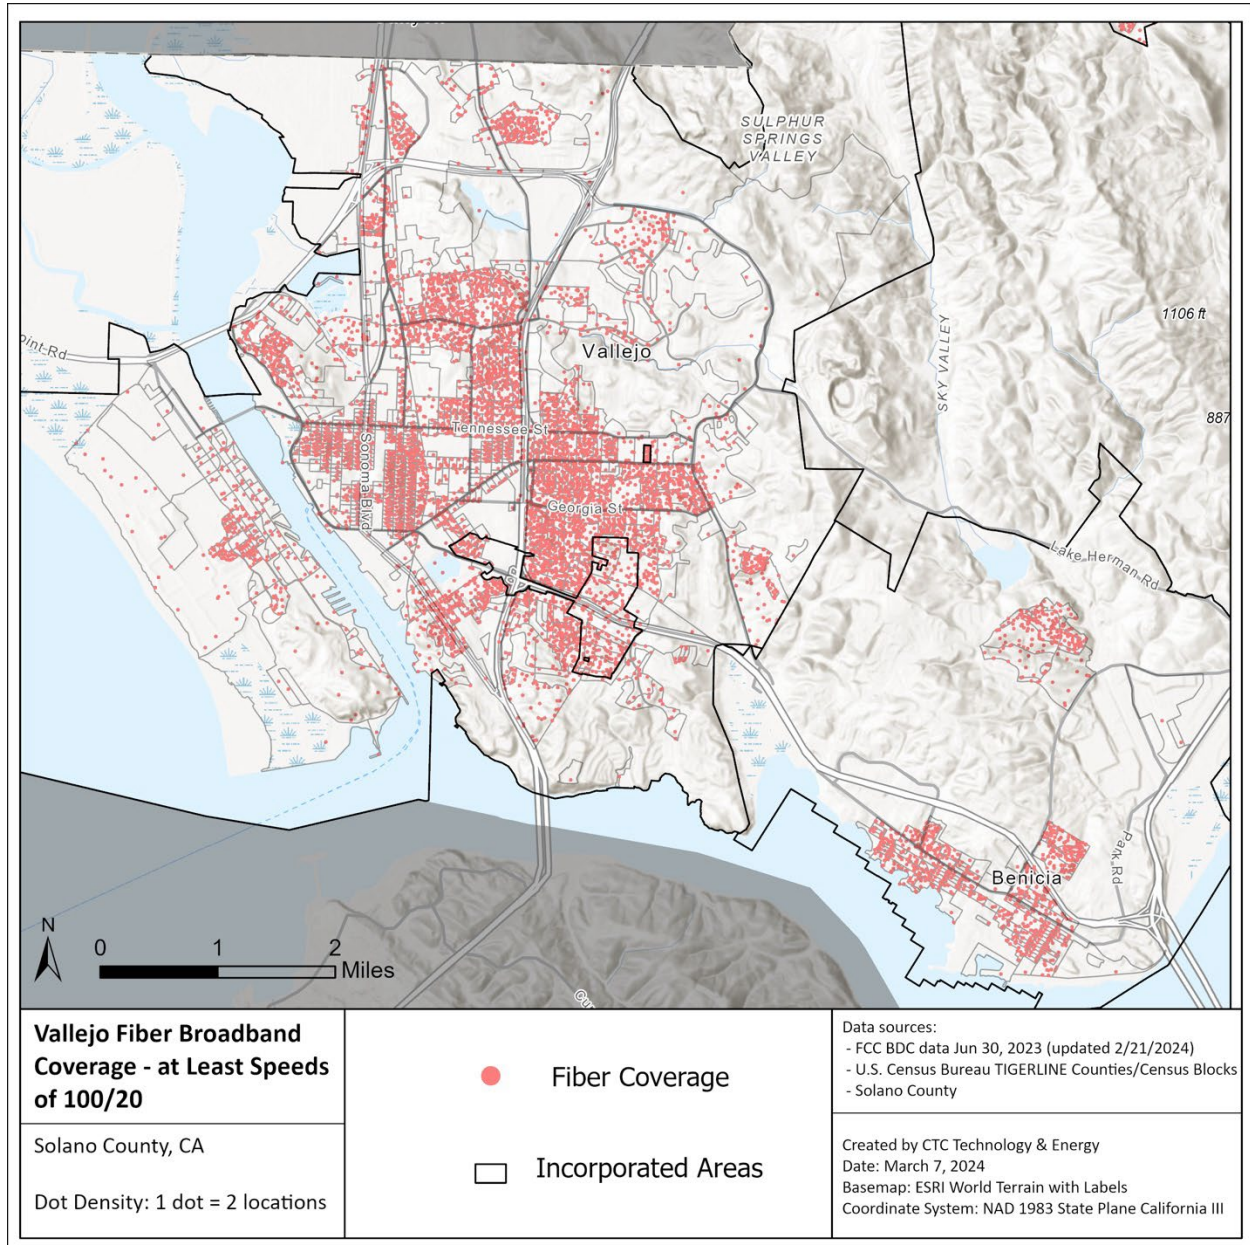 SULPHUR
SPRINGS
VALLEY
1106 ft
SKY VALLEY
Vallejo
887
Tennessee St
Sonoma Blvd
Georgia St
80
Lake Herman Rd
Park Rd
Benicia
N
0 1 2
Miles
Vallejo Fiber Broadband
Coverage - at Least Speeds
of 100/20
Solano County, CA
Dot Density: 1 dot = 2 locations
Fiber Coverage
Incorporated Areas
Data sources:
- FCC BDC data Jun 30, 2023 (updated 2/21/2024)
- U.S. Census Bureau TIGERLINE Counties/Census Blocks
- Solano County
Created by CTC Technology & Energy
Date: March 7, 2024
Basemap: ESRI World Terrain with Labels
Coordinate System: NAD 1983 State Plane California III